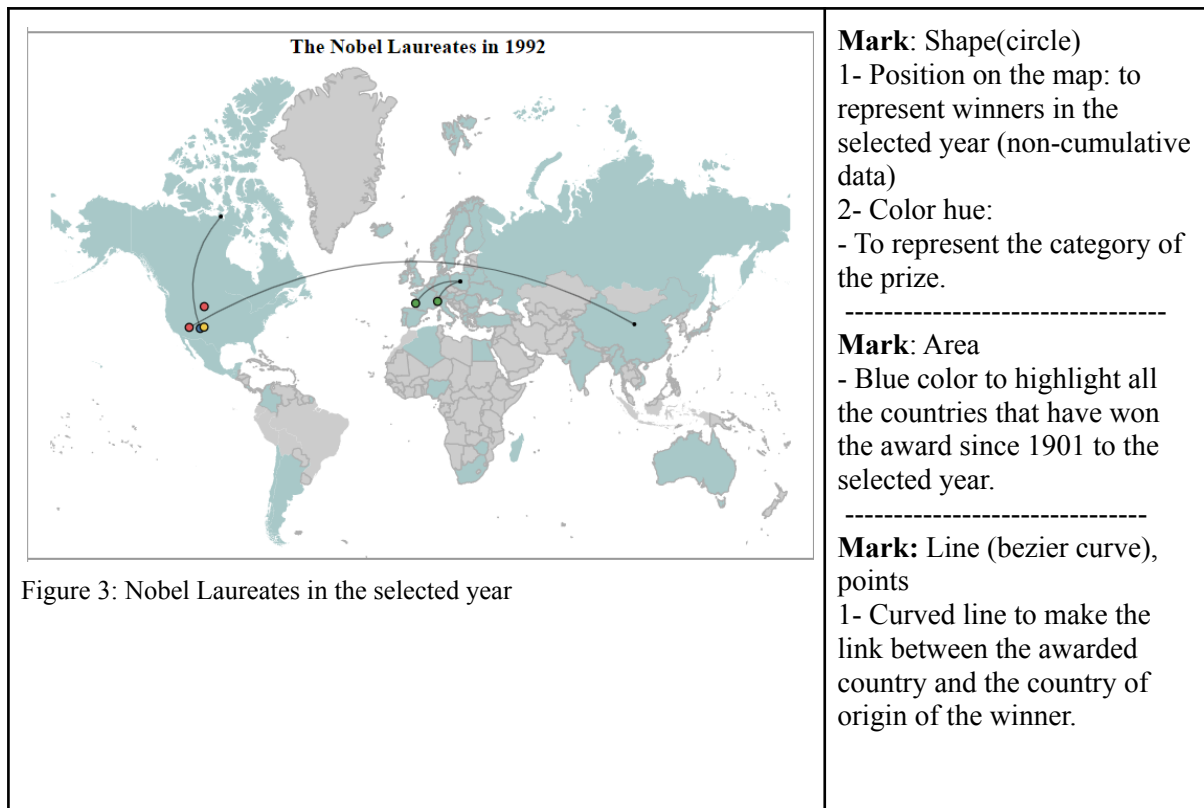 The Nobel Laureates in 1992
Figure 3: Nobel Laureates in the selected year
Mark: Shape(circle)
1- Position on the map: to
represent winners in the
selected year (non-cumulative
data)
2- Color hue:
- To represent the category of
the prize.
---------------------------------
Mark: Area
- Blue color to highlight all
the countries that have won
the award since 1901 to the
selected year.
-------------------------------
Mark: Line (bezier curve),
points
1- Curved line to make the
link between the awarded
country and the country of
origin of the winner.